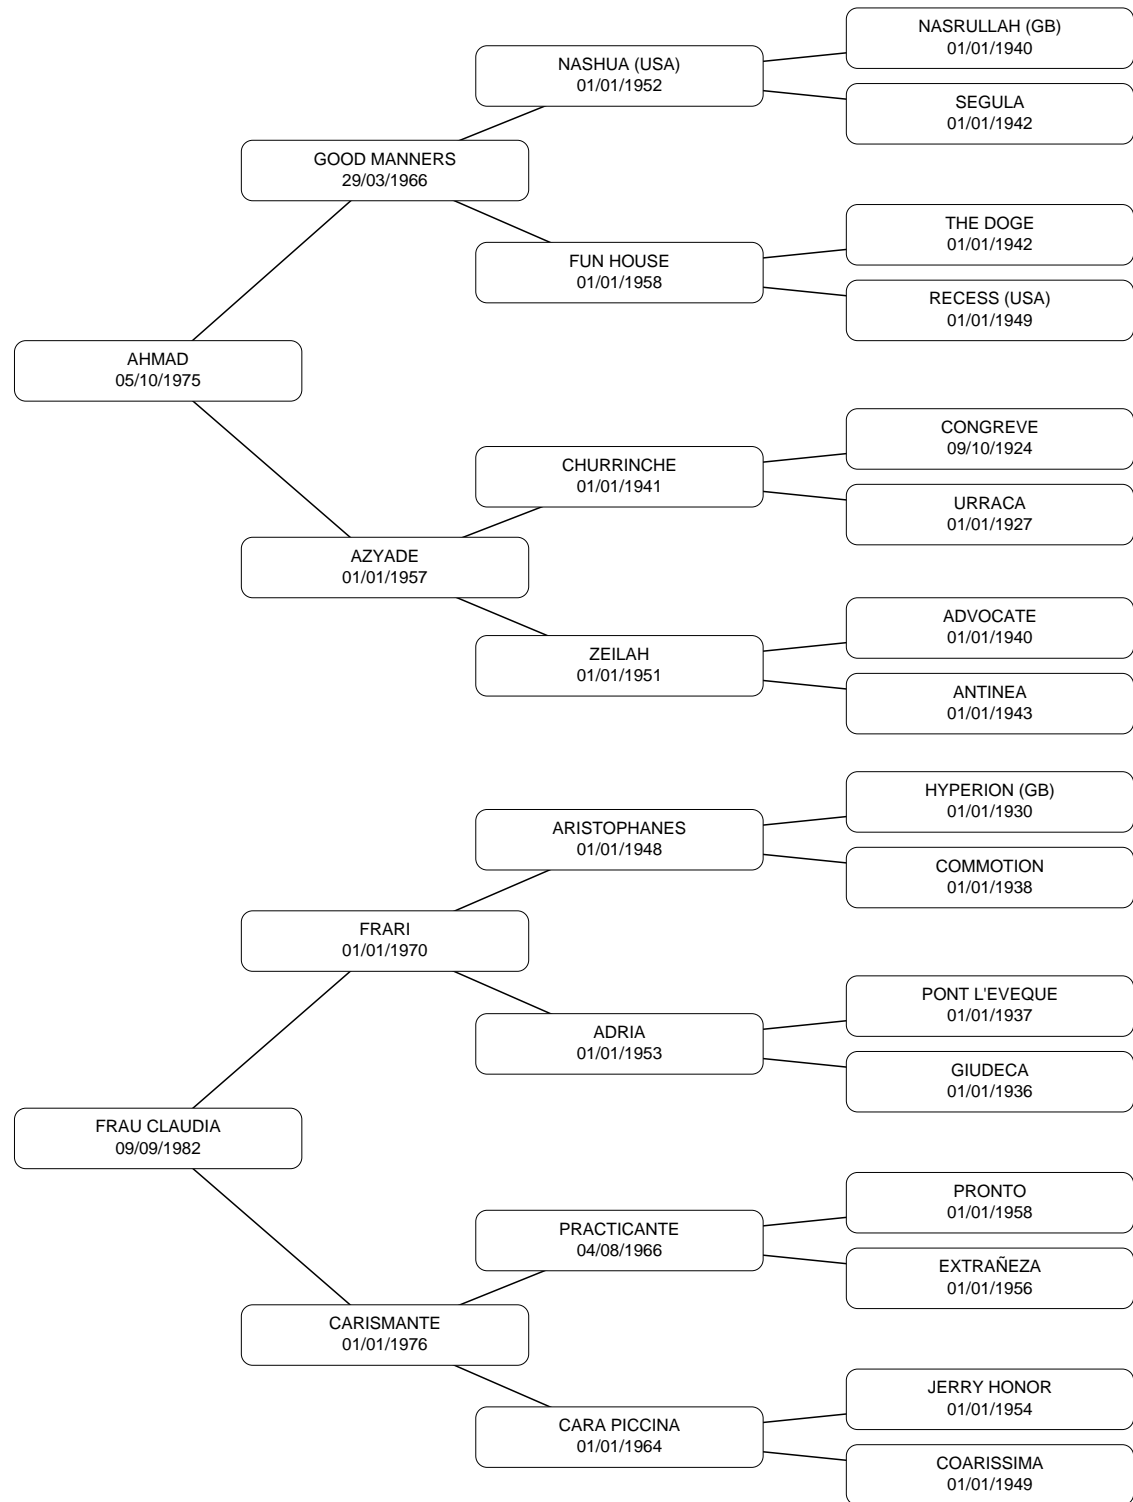 NASRULLAH (GB)
01/01/1940
NASHUA (USA)
01/01/1952
SEGULA
01/01/1942
GOOD MANNERS
29/03/1966
THE DOGE
01/01/1942
FUN HOUSE
01/01/1958
RECESS (USA)
01/01/1949
AHMAD
05/10/1975
CONGREVE
09/10/1924
CHURRINCHE
01/01/1941
URRACA
01/01/1927
AZYADE
01/01/1957
ADVOCATE
01/01/1940
ZEILAH
01/01/1951
ANTINEA
01/01/1943
HYPERION (GB)
01/01/1930
ARISTOPHANES
01/01/1948
COMMOTION
01/01/1938
FRARI
01/01/1970
PONT L'EVEQUE
01/01/1937
ADRIA
01/01/1953
GIUDECA
01/01/1936
FRAU CLAUDIA
09/09/1982
PRONTO
01/01/1958
PRACTICANTE
04/08/1966
EXTRAÑEZA
01/01/1956
CARISMANTE
01/01/1976
JERRY HONOR
01/01/1954
CARA PICCINA
01/01/1964
COARISSIMA
01/01/1949